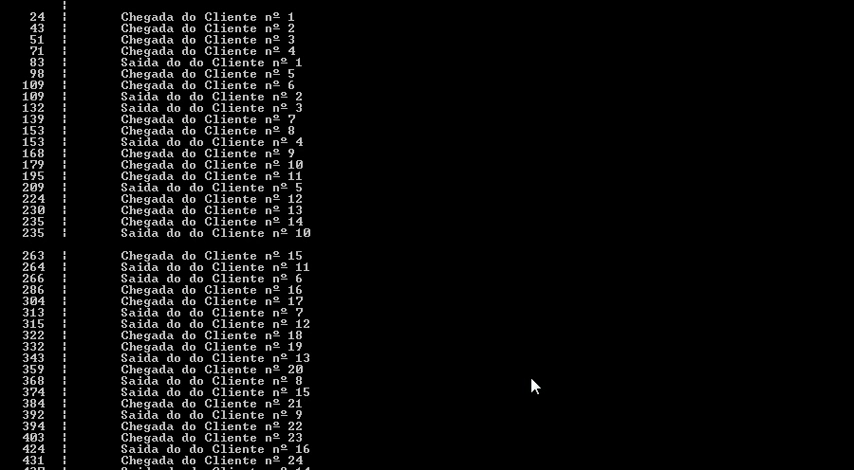 24 ¦ Chegada do Cliente nº 1
43 ¦ Chegada do Cliente nº 2
51 ¦ Chegada do Cliente nº 3
71 ¦ Chegada do Cliente nº 4
83 ¦ Saida do do Cliente nº 1
98 ¦ Chegada do Cliente nº 5
109 ¦ Chegada do Cliente nº 6
109 ¦ Saida do do Cliente nº 2
132 ¦ Saida do do Cliente nº 3
139 ¦ Chegada do Cliente nº 7
153 ¦ Chegada do Cliente nº 8
153 ¦ Saida do do Cliente nº 4
168 ¦ Chegada do Cliente nº 9
179 ¦ Chegada do Cliente nº 10
195 ¦ Chegada do Cliente nº 11
209 ¦ Saida do do Cliente nº 5
224 ¦ Chegada do Cliente nº 12
230 ¦ Chegada do Cliente nº 13
235 ¦ Chegada do Cliente nº 14
235 ¦ Saida do do Cliente nº 10
263 ¦ Chegada do Cliente nº 15
264 ¦ Saida do do Cliente nº 11
266 ¦ Saida do do Cliente nº 6
286 ¦ Chegada do Cliente nº 16
304 ¦ Chegada do Cliente nº 17
313 ¦ Saida do do Cliente nº 7
315 ¦ Saida do do Cliente nº 12
322 ¦ Chegada do Cliente nº 18
332 ¦ Chegada do Cliente nº 19
343 ¦ Saida do do Cliente nº 13
359 ¦ Chegada do Cliente nº 20
368 ¦ Saida do do Cliente nº 8
374 ¦ Saida do do Cliente nº 15
384 ¦ Chegada do Cliente nº 21
392 ¦ Saida do do Cliente nº 9
394 ¦ Chegada do Cliente nº 22
403 ¦ Chegada do Cliente nº 23
424 ¦ Saida do do Cliente nº 16
431 ¦ Chegada do Cliente nº 24